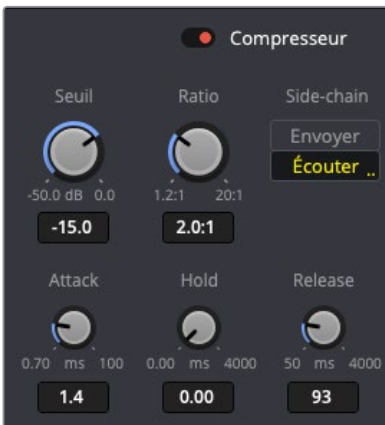 Compresseur
Seuil Ratio Side-chain
Envoyer
Écouter ..
-50.0 dB 0.0 1.2:1 20:1
-15.0 2.0:1
Attack Hold Release
0.70 ms 100 0.00 ms 4000 50 ms 4000
1.4 0.00 93